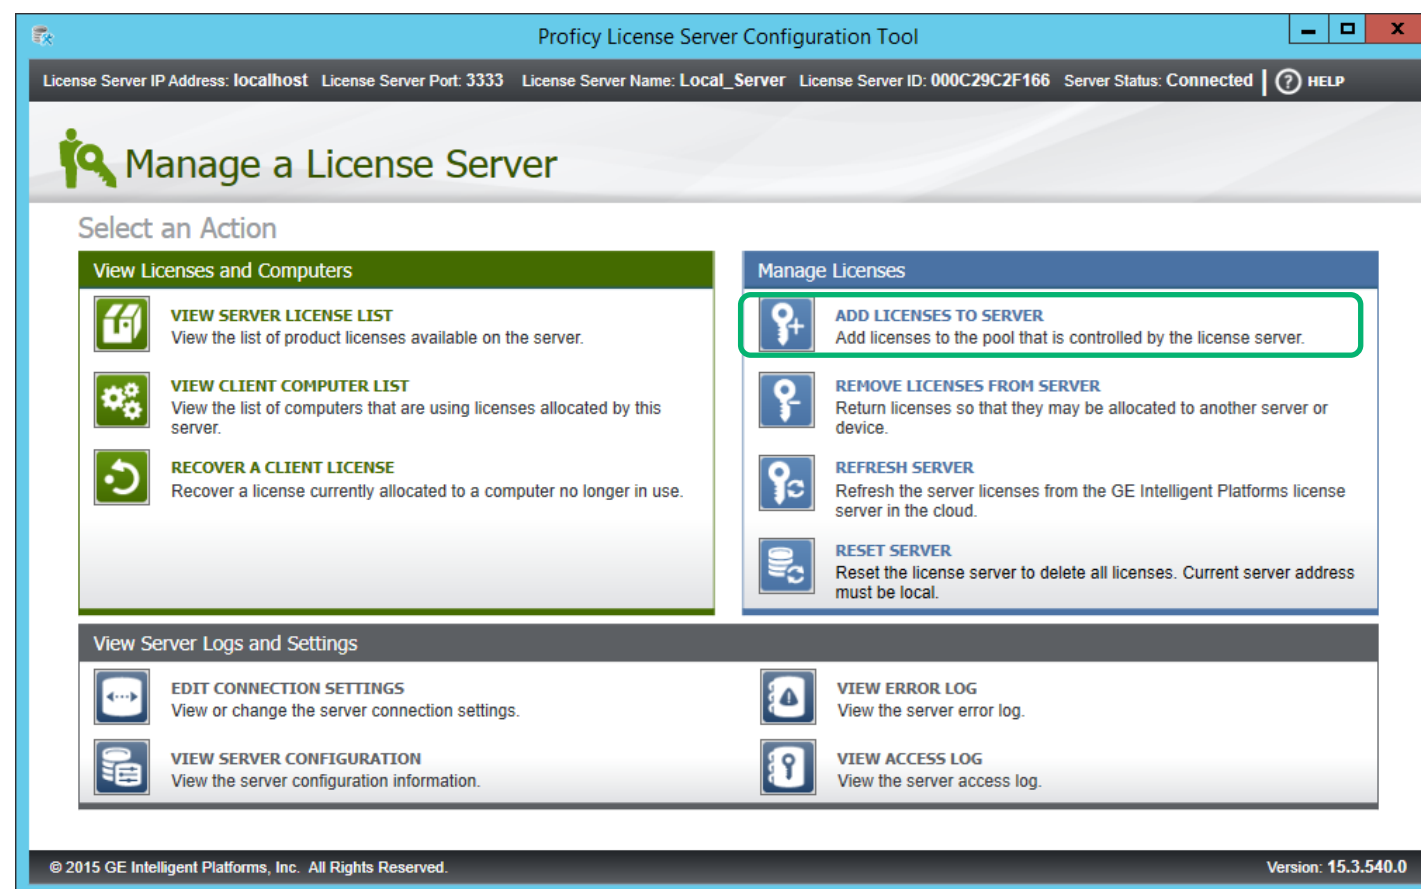 Proficy License Server Configuration Tool
License Server IP Address: localhost License Server Port: 3333 License Server Name: Local_Server License Server ID: 000C29C2F166 Server Status: Connected | ? HELP
Manage a License Server
Select an Action
View Licenses and Computers
VIEW SERVER LICENSE LIST
View the list of product licenses available on the server.
VIEW CLIENT COMPUTER LIST
View the list of computers that are using licenses allocated by this
server.
RECOVER A CLIENT LICENSE
Recover a license currently allocated to a computer no longer in use.
Manage Licenses
ADD LICENSES TO SERVER
Add licenses to the pool that is controlled by the license server.
REMOVE LICENSES FROM SERVER
Return licenses so that they may be allocated to another server or
device.
REFRESH SERVER
Refresh the server licenses from the GE Intelligent Platforms license
server in the cloud.
RESET SERVER
Reset the license server to delete all licenses. Current server address
must be local.
View Server Logs and Settings
EDIT CONNECTION SETTINGS
View or change the server connection settings.
VIEW SERVER CONFIGURATION
View the server configuration information.
VIEW ERROR LOG
View the server error log.
VIEW ACCESS LOG
View the server access log.
© 2015 GE Intelligent Platforms, Inc. All Rights Reserved.
Version: 15.3.540.0